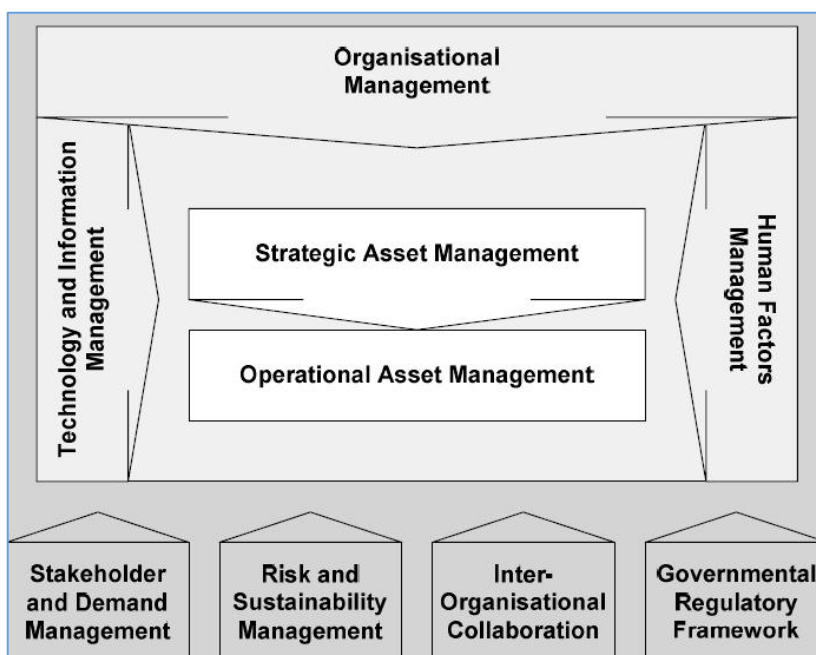 Organisational
Management
Technology and Information
Management
Strategic Asset Management
Operational Asset Management
Human Factors
Management
Stakeholder
and Demand
Management
Risk and
Sustainability
Management
Inter-
Organisational
Collaboration
Governmental
Regulatory
Framework